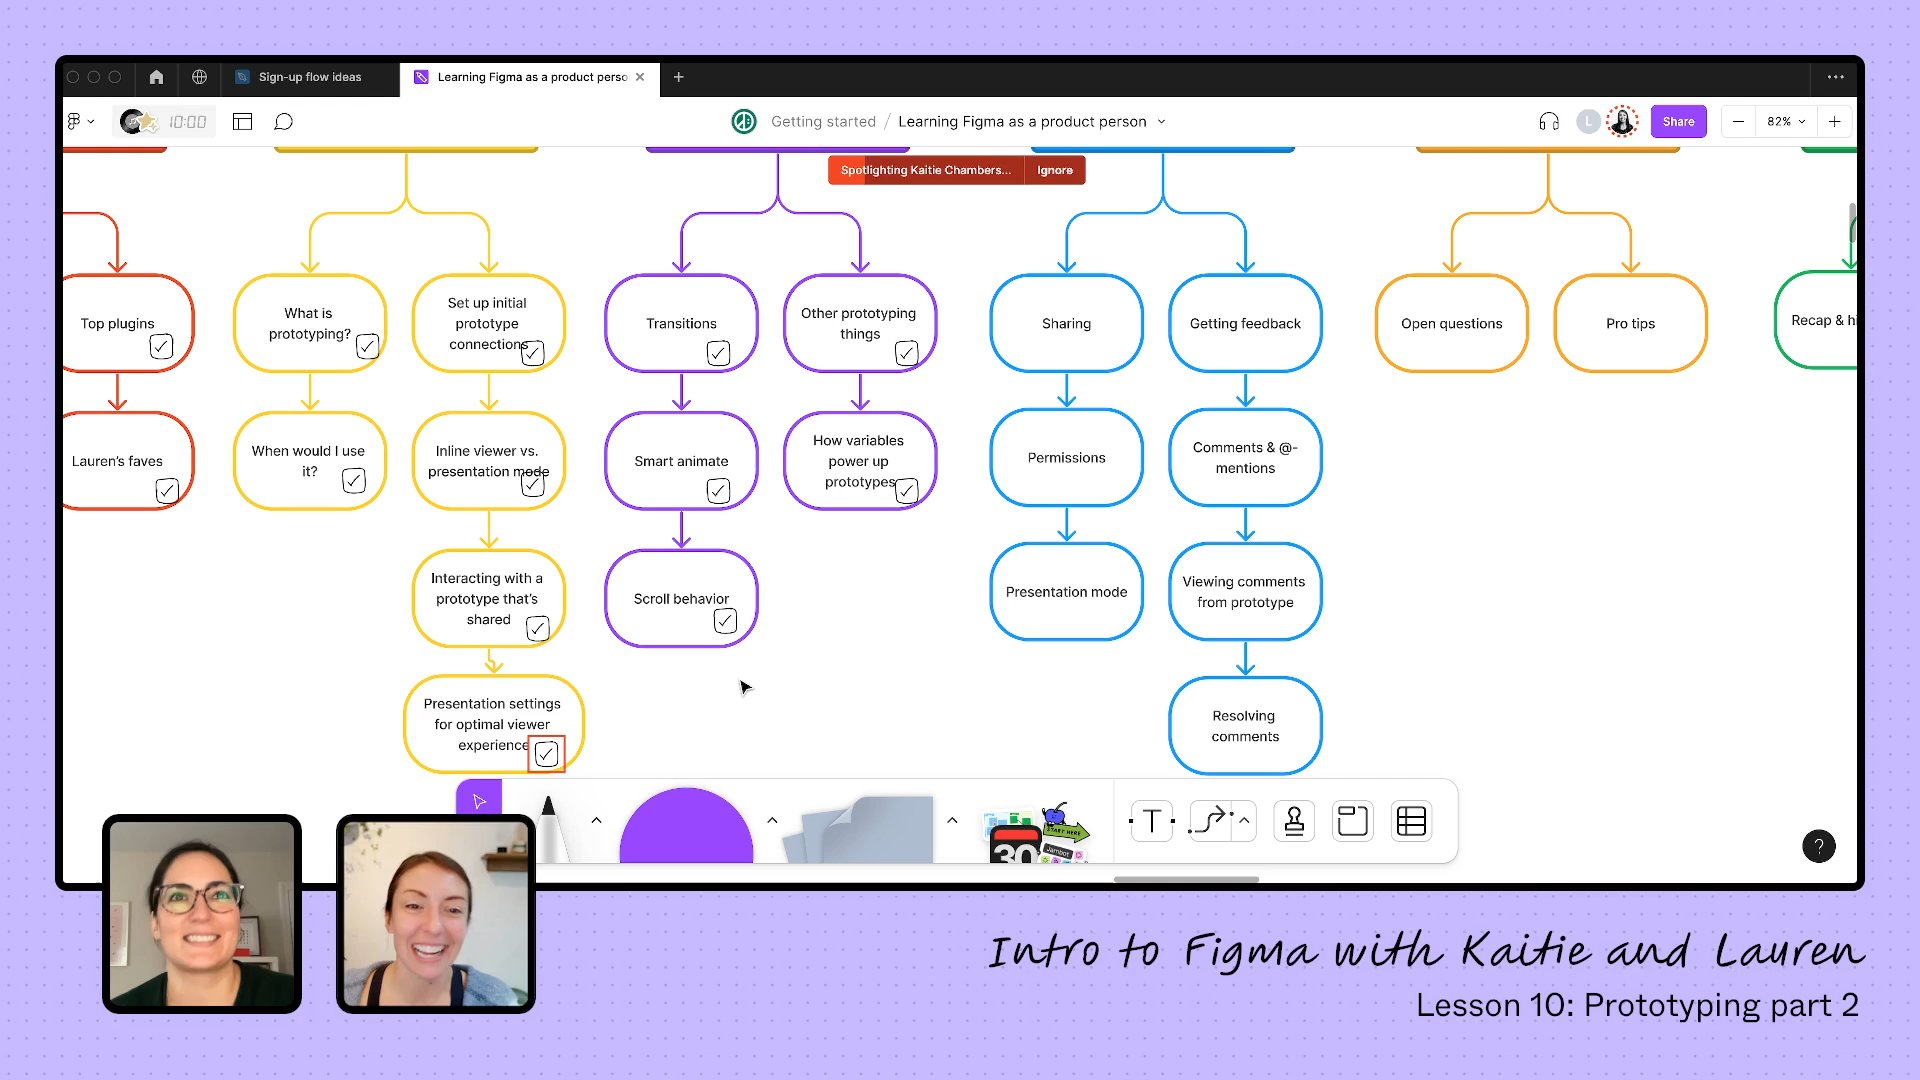 Sign-up flow ideas
Learning Figma as a product perso
10:00
Getting started / Learning Figma as a product person
L
Share
82%
Spotlighting Kaitie Chambers...
Ignore
Top plugins
Lauren's faves
What is
prototyping?
When would I use
it?
Set up initial
prototype
connections
Inline viewer vs.
presentation mode
Interacting with a
prototype that's
shared
Presentation settings
for optimal viewer
experience
Transitions
Smart animate
Scroll behavior
Other prototyping
things
How variables
power up
prototypes
Sharing
Permissions
Presentation mode
Getting feedback
Comments & @-
mentions
Viewing comments
from prototype
Resolving
comments
Open questions
Pro tips
Recap & hi
30
START HERE
Jambot
T
?
Intro to Figma with Kaitie and Lauren
Lesson 10: Prototyping part 2